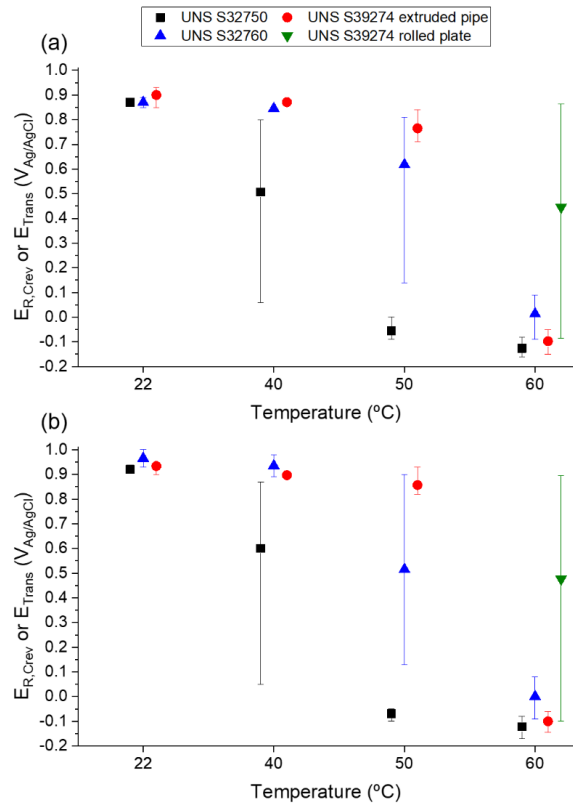 UNS S32750
UNS S39274 extruded pipe
UNS S32760
UNS S39274 rolled plate
(a)
1.0
0.9
0.8
0.7
0.6
0.5
0.4
0.3
0.2
0.1
0.0
-0.1
-0.2
E_R,Crev or E_Trans (V_Ag/AgCl)
22 40 50 60
Temperature (ºC)
(b)
1.0
0.9
0.8
0.7
0.6
0.5
0.4
0.3
0.2
0.1
0.0
-0.1
-0.2
E_R,Crev or E_Trans (V_Ag/AgCl)
22 40 50 60
Temperature (ºC)